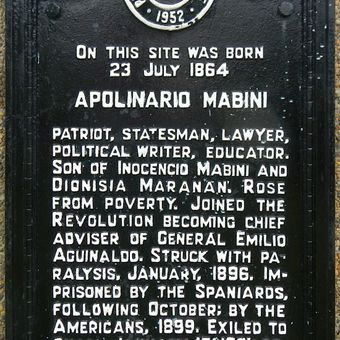 1952
ON THIS SITE WAS BORN
23 JULY 1864
APOLINARIO MABINI
PATRIOT, STATESMAN, LAWYER,
POLITICAL WRITER, EDUCATOR.
SON OF INOCENCIO MABINI AND
DIONISIA MARANAN. ROSE
FROM POVERTY. JOINED THE
REVOLUTION BECOMING CHIEF
ADVISER OF GENERAL EMILIO
AGUINALDO. STRUCK WITH PA-
RALYSIS, JANUARY, 1896. IM-
PRISONED BY THE SPANIARDS,
FOLLOWING OCTOBER; BY THE
AMERICANS, 1899. EXILED TO